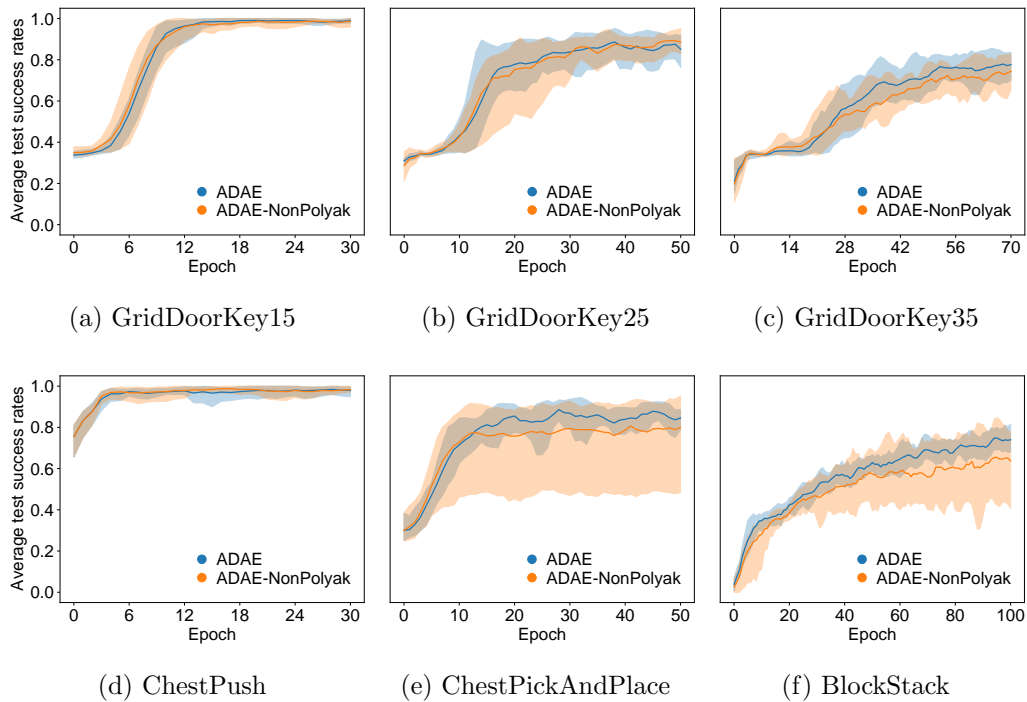 1.0
0.8
0.6
0.4
0.2
0.0
Average test success rates
ADAE
ADAE-NonPolyak
0 6 12 18 24 30
Epoch
(a) GridDoorKey15
ADAE
ADAE-NonPolyak
0 10 20 30 40 50
Epoch
(b) GridDoorKey25
ADAE
ADAE-NonPolyak
0 14 28 42 56 70
Epoch
(c) GridDoorKey35
1.0
0.8
0.6
0.4
0.2
0.0
Average test success rates
ADAE
ADAE-NonPolyak
0 6 12 18 24 30
Epoch
(d) ChestPush
ADAE
ADAE-NonPolyak
0 10 20 30 40 50
Epoch
(e) ChestPickAndPlace
ADAE
ADAE-NonPolyak
0 20 40 60 80 100
Epoch
(f) BlockStack